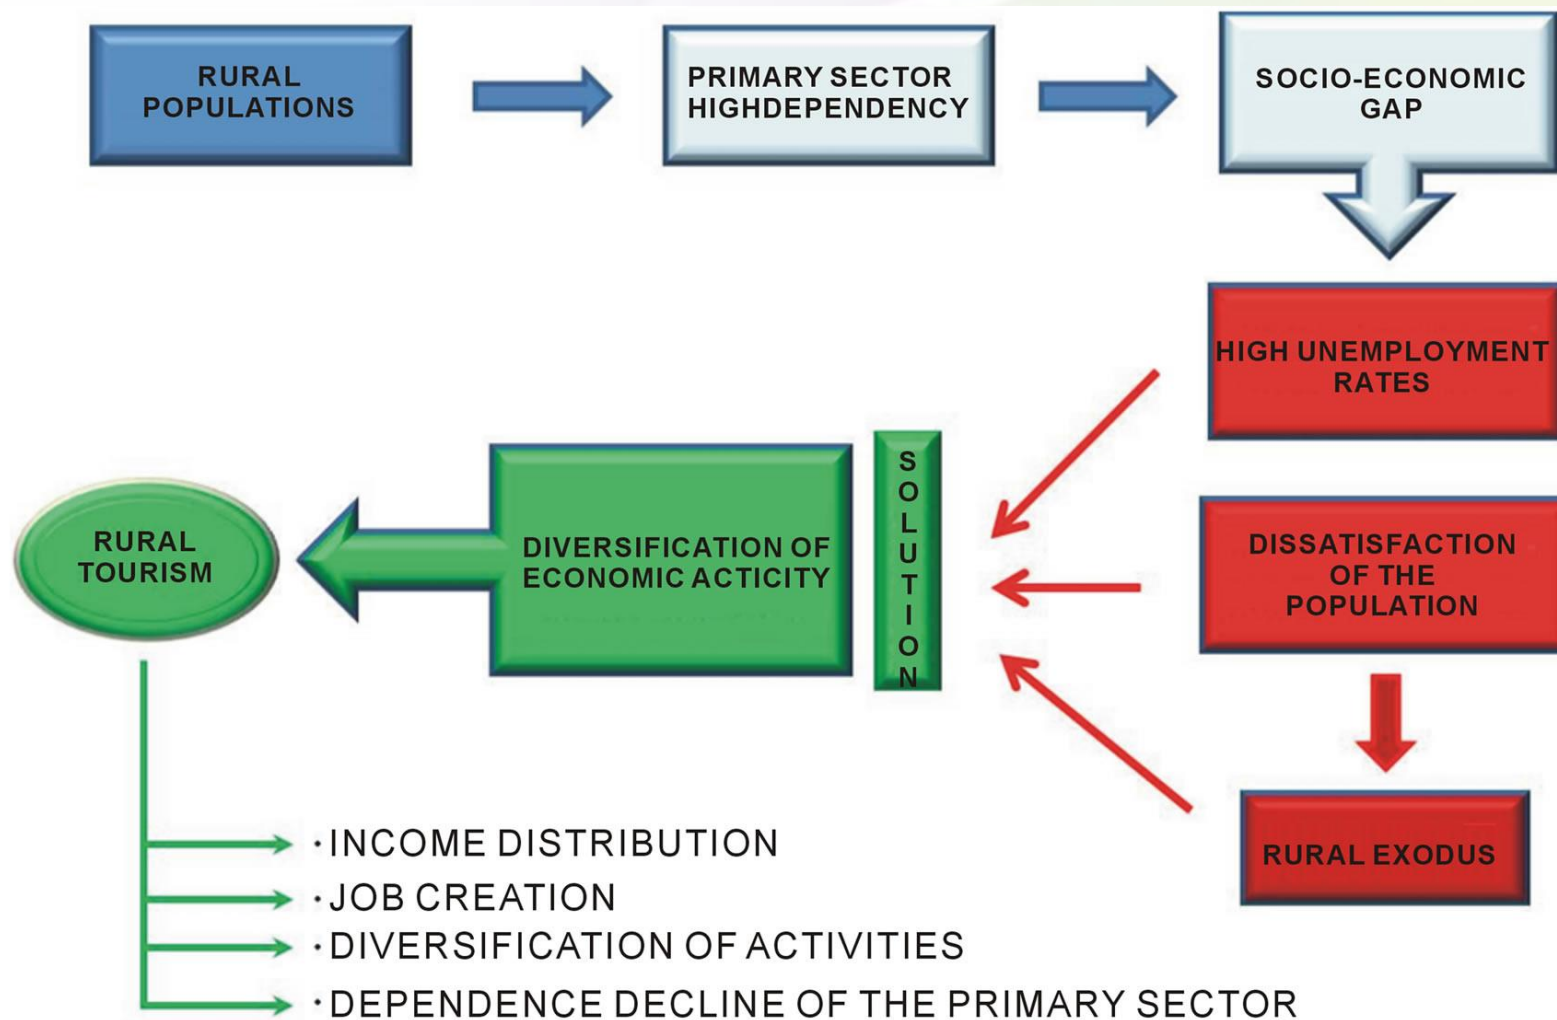 RURAL
POPULATIONS
PRIMARY SECTOR
HIGHDEPENDENCY
SOCIO-ECONOMIC
GAP
HIGH UNEMPLOYMENT
RATES
DISSATISFACTION
OF THE
POPULATION
RURAL EXODUS
SOLUTION
DIVERSIFICATION OF
ECONOMIC ACTICITY
RURAL
TOURISM
·INCOME DISTRIBUTION
·JOB CREATION
·DIVERSIFICATION OF ACTIVITIES
·DEPENDENCE DECLINE OF THE PRIMARY SECTOR